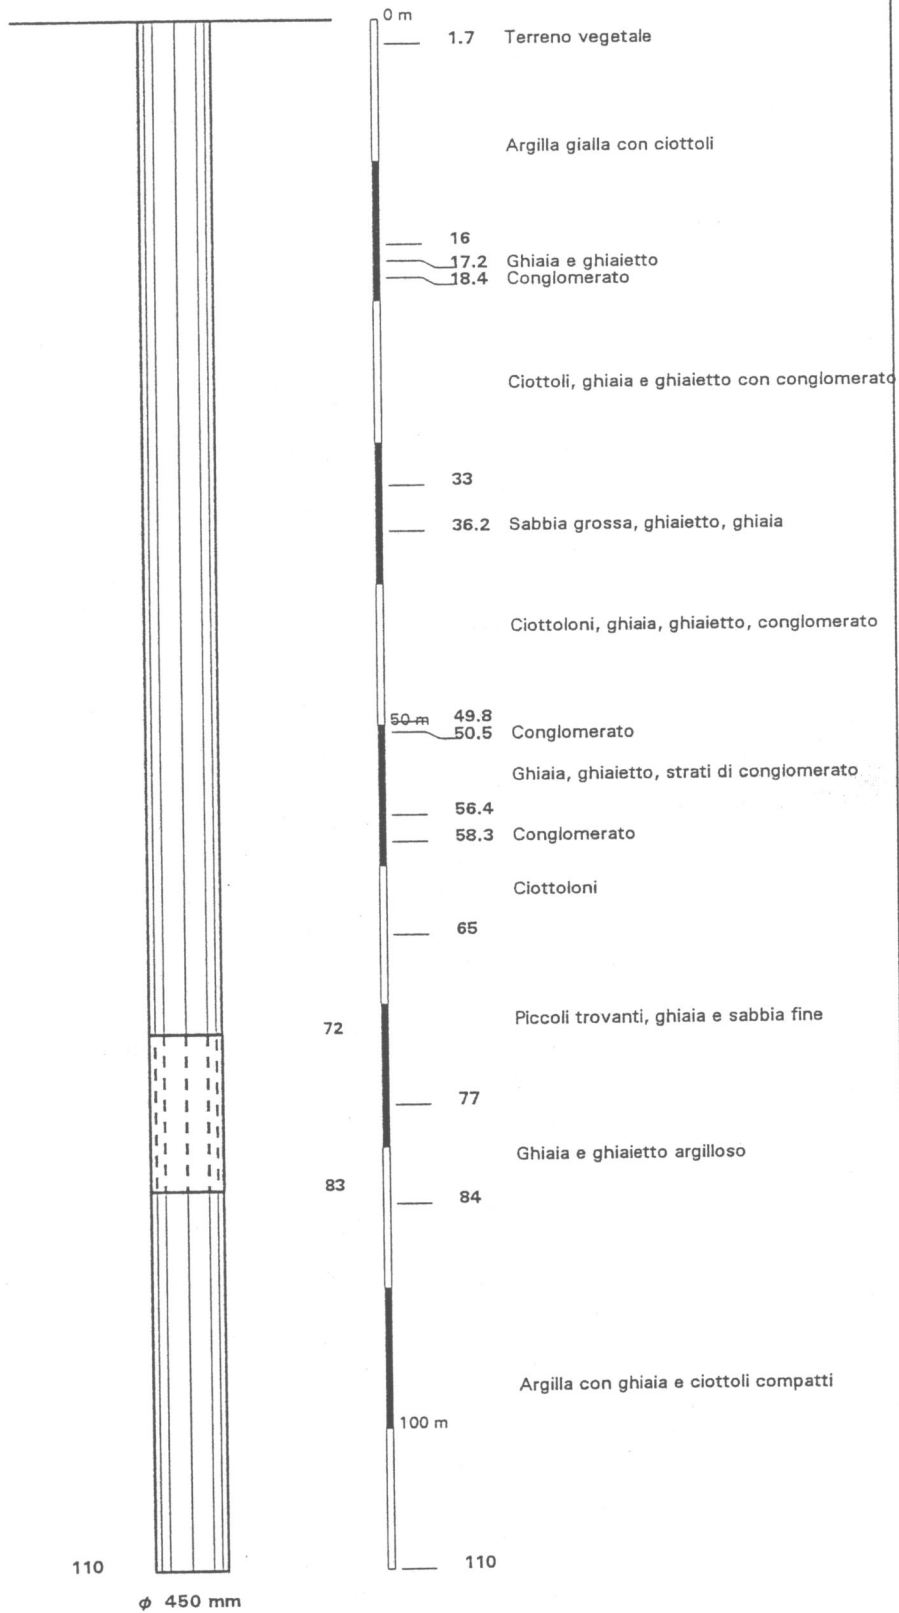 0 m
1.7 Terreno vegetale
Argilla gialla con ciottoli
16
17.2 Ghiaia e ghiaietto
18.4 Conglomerato
Ciottoli, ghiaia e ghiaietto con conglomerato
33
36.2 Sabbia grossa, ghiaietto, ghiaia
Ciottoloni, ghiaia, ghiaietto, conglomerato
50 m 49.8
50.5 Conglomerato
Ghiaia, ghiaietto, strati di conglomerato
56.4
58.3 Conglomerato
Ciottoloni
65
72 Piccoli trovanti, ghiaia e sabbia fine
77
Ghiaia e ghiaietto argilloso
83 84
Argilla con ghiaia e ciottoli compatti
100 m
110 110
ϕ 450 mm